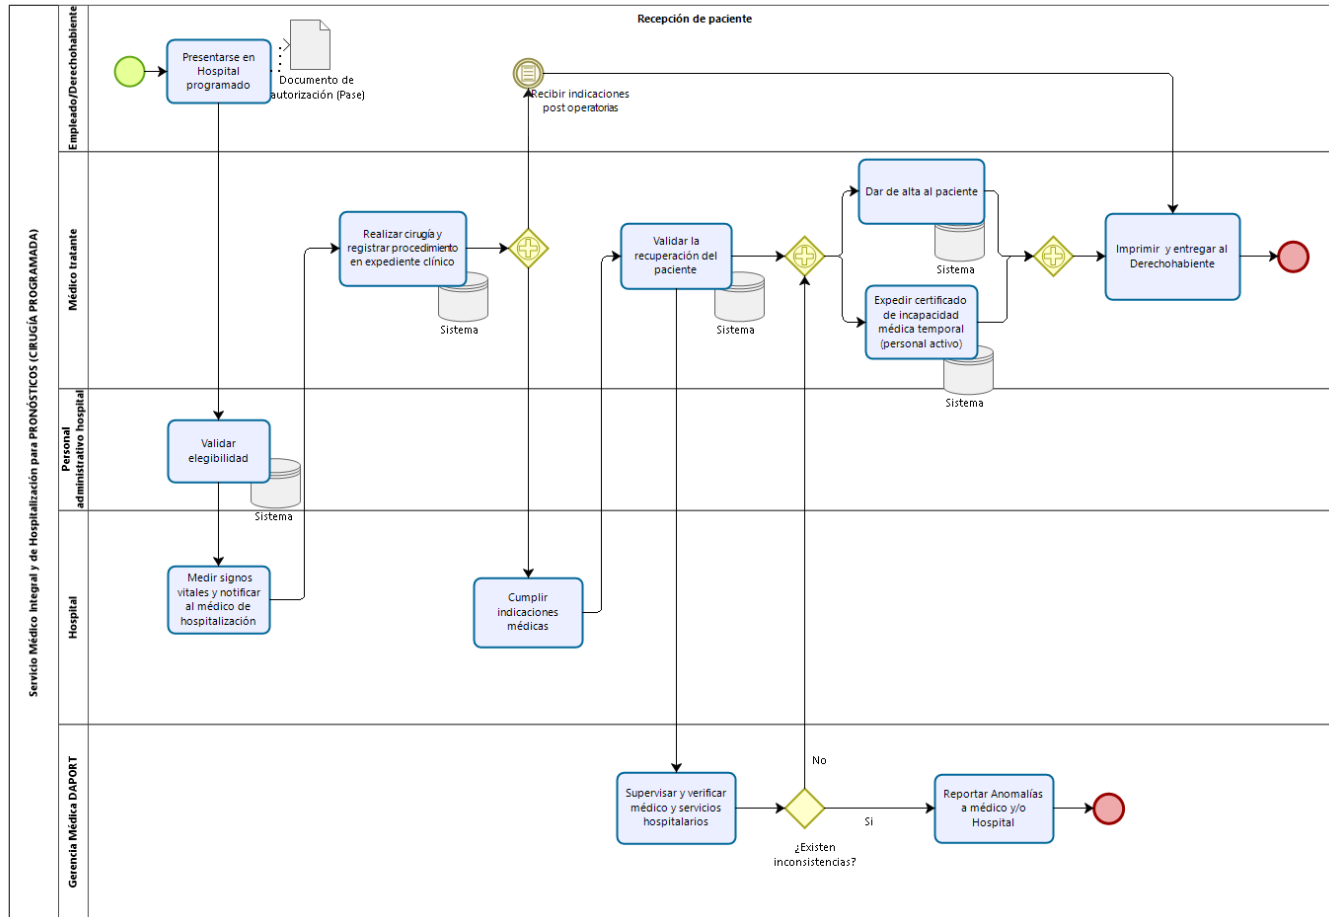 Servicio Médico Integral y de Hospitalización para PRONÓSTICOS (CIRUGÍA PROGRAMADA)
Recepción de paciente
Empleado/Derechohabiente
Presentarse en
Hospital
programado
Documento de
autorización (Pase)
Recibir indicaciones
post operatorias
Médico tratante
Realizar cirugía y
registrar procedimiento
en expediente clínico
Sistema
Validar la
recuperación del
paciente
Sistema
Dar de alta al paciente
Sistema
Expedir certificado
de incapacidad
médica temporal
(personal activo)
Sistema
Imprimir y entregar al
Derechohabiente
Personal
administrativo hospital
Validar
elegibilidad
Sistema
Hospital
Medir signos
vitales y notificar
al médico de
hospitalización
Cumplir
indicaciones
médicas
Gerencia Médica DAPORT
Supervisar y verificar
médico y servicios
hospitalarios
¿Existen
inconsistencias?
No
Si
Reportar Anomalías
a médico y/o
Hospital